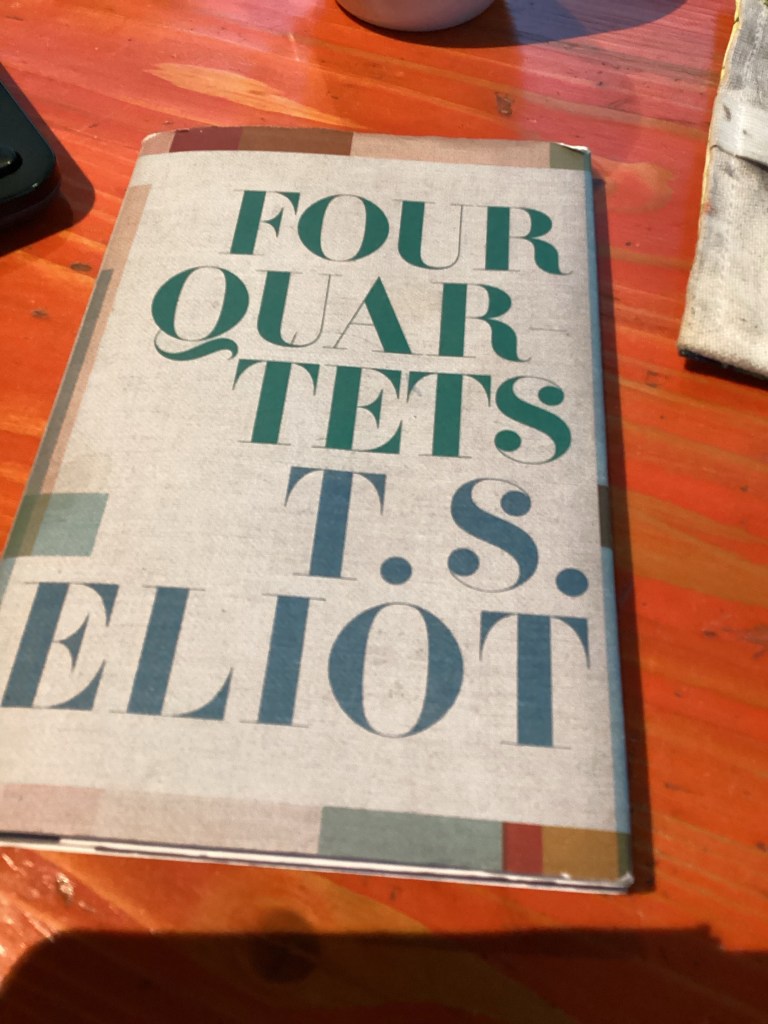 FOUR
QUAR-
TETS
T. S.
ELIOT